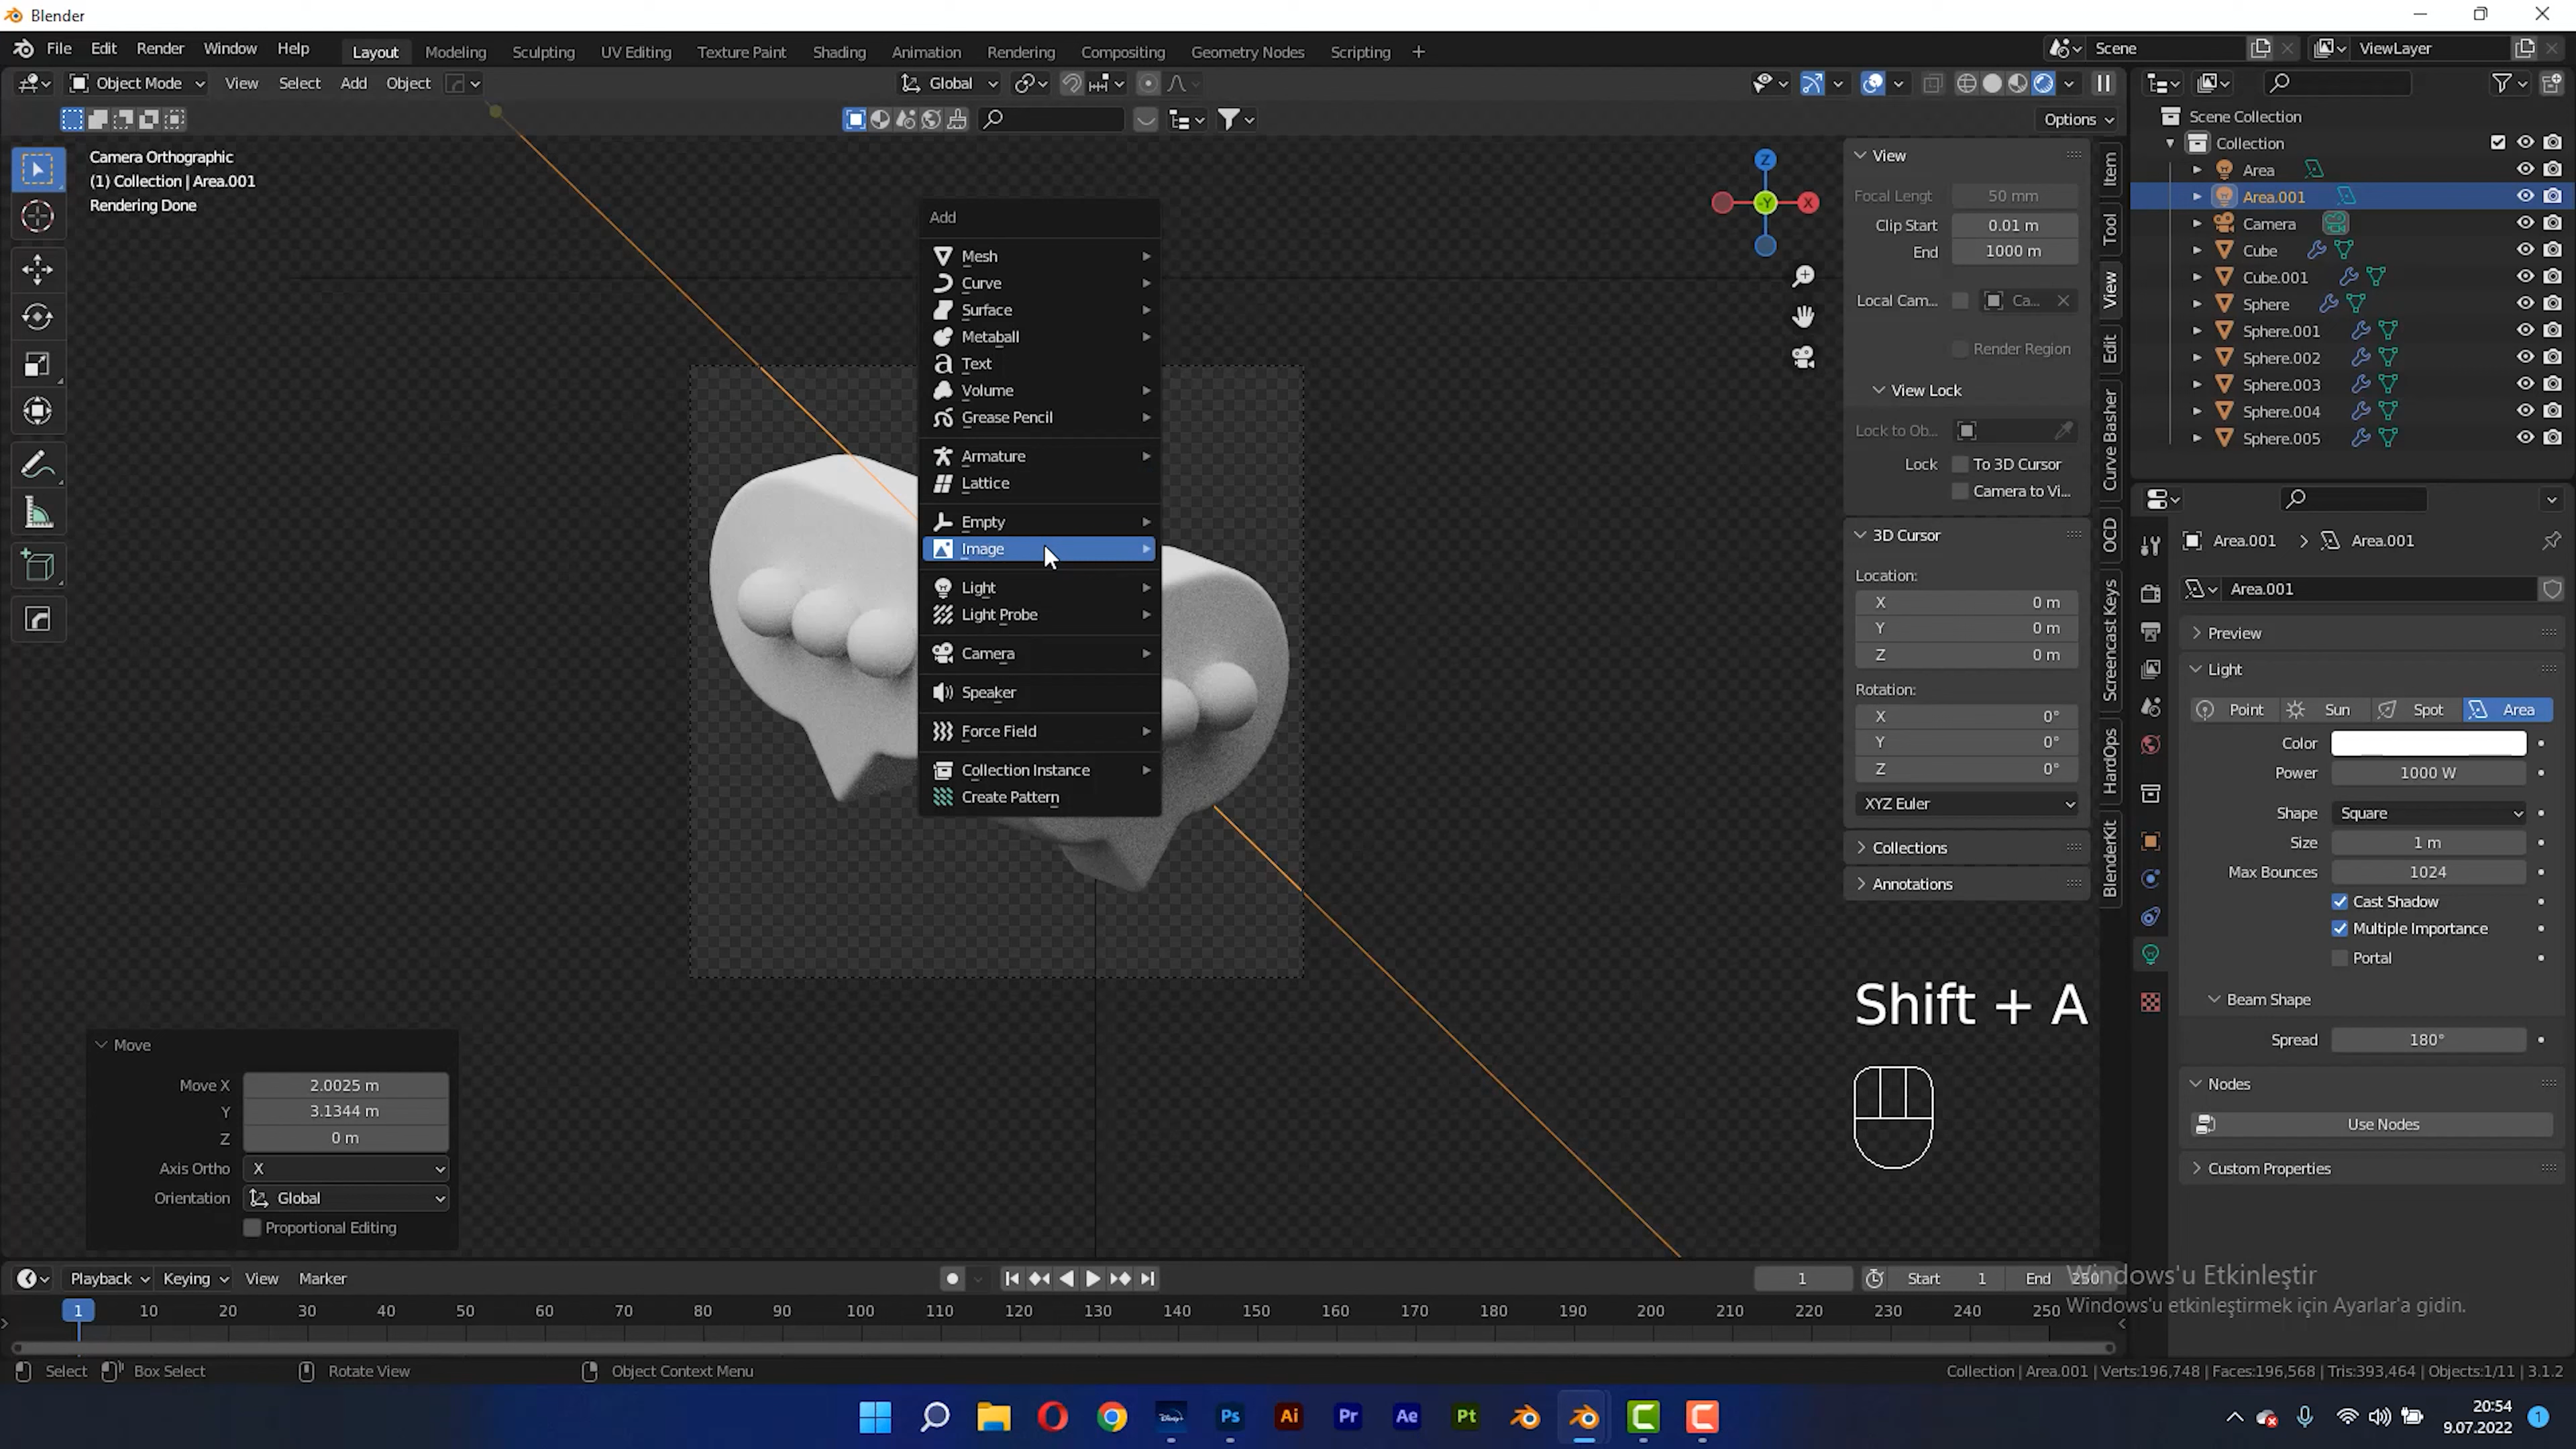 Blender
File Edit Render Window Help Layout Modeling Sculpting UV Editing Texture Paint Shading Animation Rendering Compositing Geometry Nodes Scripting + Scene ViewLayer
Object Mode View Select Add Object Global
Options
Camera Orthographic
(1) Collection | Area.001
Rendering Done
Add
Mesh
Curve
Surface
Metaball
Text
Volume
Grease Pencil
Armature
Lattice
Empty
Image
Light
Light Probe
Camera
Speaker
Force Field
Collection Instance
Create Pattern
Z
-Y
X
View
Focal Lengt 50 mm
Clip Start 0.01 m
End 1000 m
Local Cam... Ca...
Render Region
View Lock
Lock to Ob...
Lock To 3D Cursor
Camera to Vi...
3D Cursor
Location:
X 0 m
Y 0 m
Z 0 m
Rotation:
X 0°
Y 0°
Z 0°
XYZ Euler
Collections
Annotations
Item
Tool
View
Edit
Curve Basher
OCD
Screencast Keys
HardOps
BlenderKit
Scene Collection
Collection
Area
Area.001
Camera
Cube
Cube.001
Sphere
Sphere.001
Sphere.002
Sphere.003
Sphere.004
Sphere.005
Area.001 > Area.001
Area.001
Preview
Light
Point Sun Spot Area
Color
Power 1000 W
Shape Square
Size 1 m
Max Bounces 1024
Cast Shadow
Multiple Importance
Portal
Beam Shape
Spread 180°
Nodes
Use Nodes
Custom Properties
Shift + A
Move
Move X 2.0025 m
Y 3.1344 m
Z 0 m
Axis Ortho X
Orientation Global
Proportional Editing
Playback Keying View Marker 1 Start 1 End 250
Windows'u Etkinleştir
Windows'u etkinleştirmek için Ayarlar'a gidin.
1 10 20 30 40 50 60 70 80 90 100 110 120 130 140 150 160 170 180 190 200 210 220 230 240 250
Select Box Select Rotate View Object Context Menu Collection | Area.001 | Verts:196,748 | Faces:196,568 | Tris:393,464 | Objects:1/11 | 3.1.2
Disney+ Ps Ai Pr Ae Pt C C
20:54
9.07.2022
1